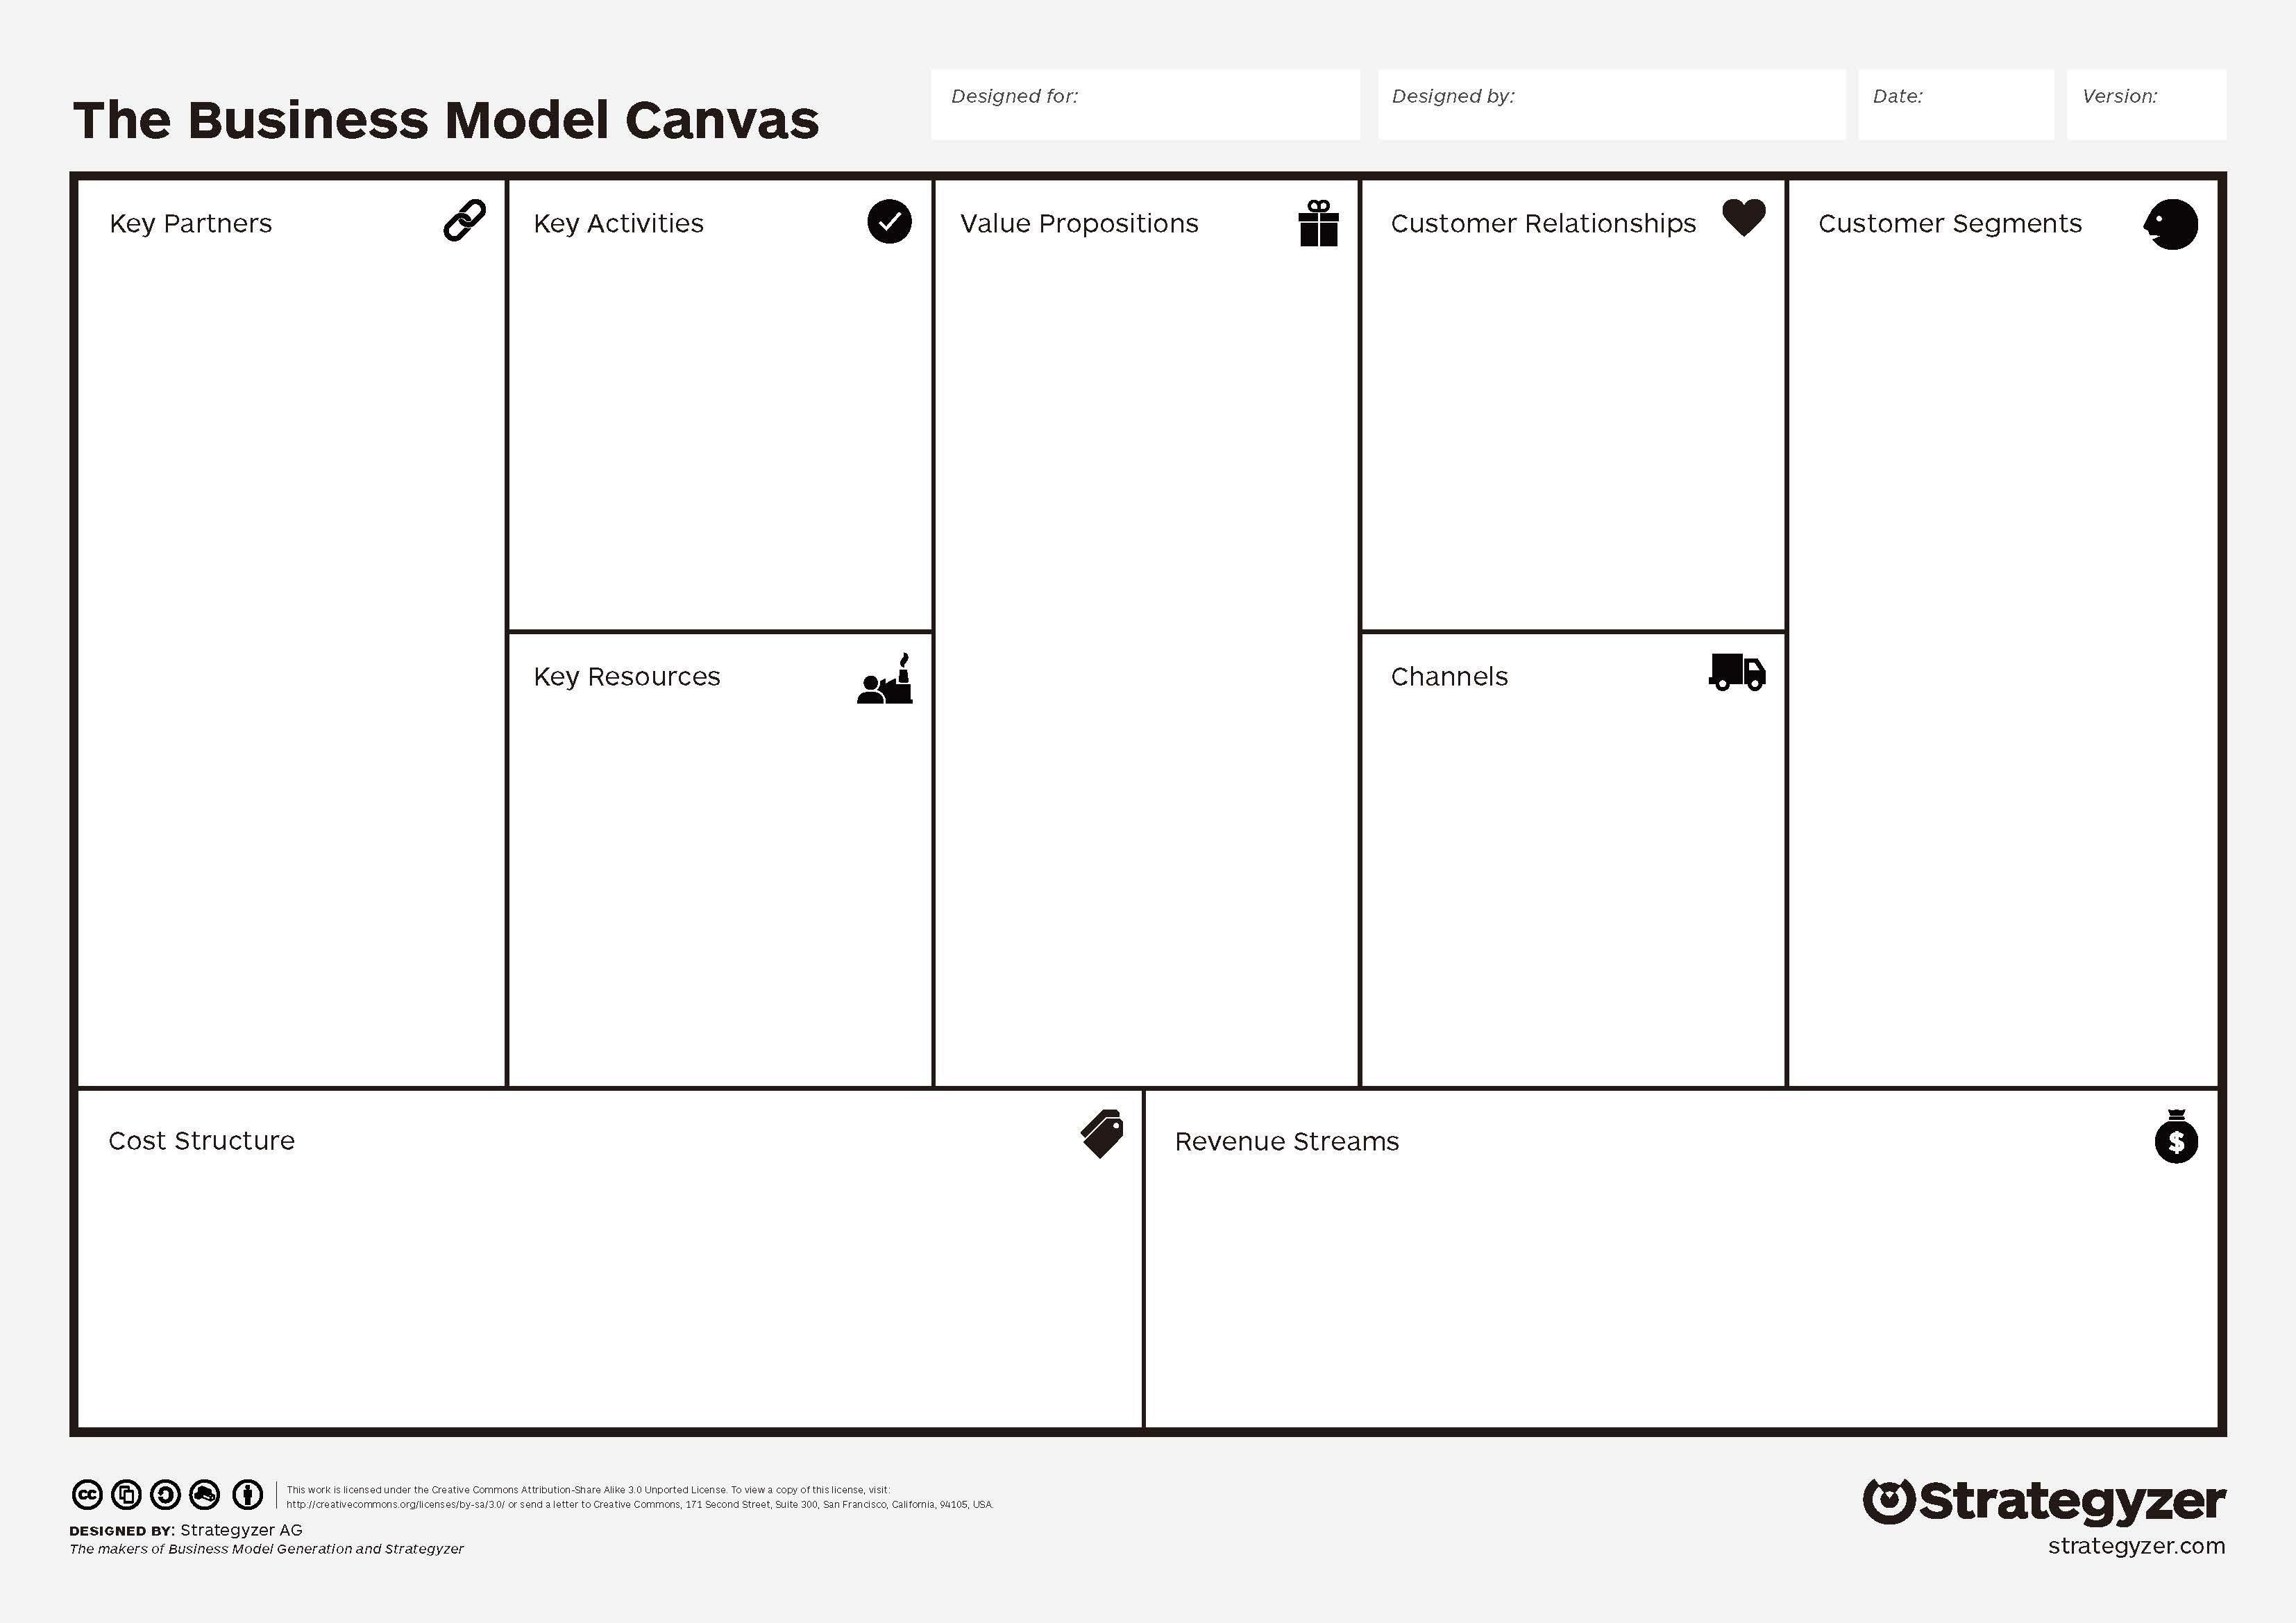 The Business Model Canvas
Designed for:
Designed by:
Date:
Version:
Key Partners
Key Activities
Value Propositions
Customer Relationships
Customer Segments
Key Resources
Channels
Cost Structure
Revenue Streams
$
cc
This work is licensed under the Creative Commons Attribution-Share Alike 3.0 Unported License. To view a copy of this license, visit:
http://creativecommons.org/licenses/by-sa/3.0/ or send a letter to Creative Commons, 171 Second Street, Suite 300, San Francisco, California, 94105, USA.
DESIGNED BY: Strategyzer AG
The makers of Business Model Generation and Strategyzer
Strategyzer
strategyzer.com